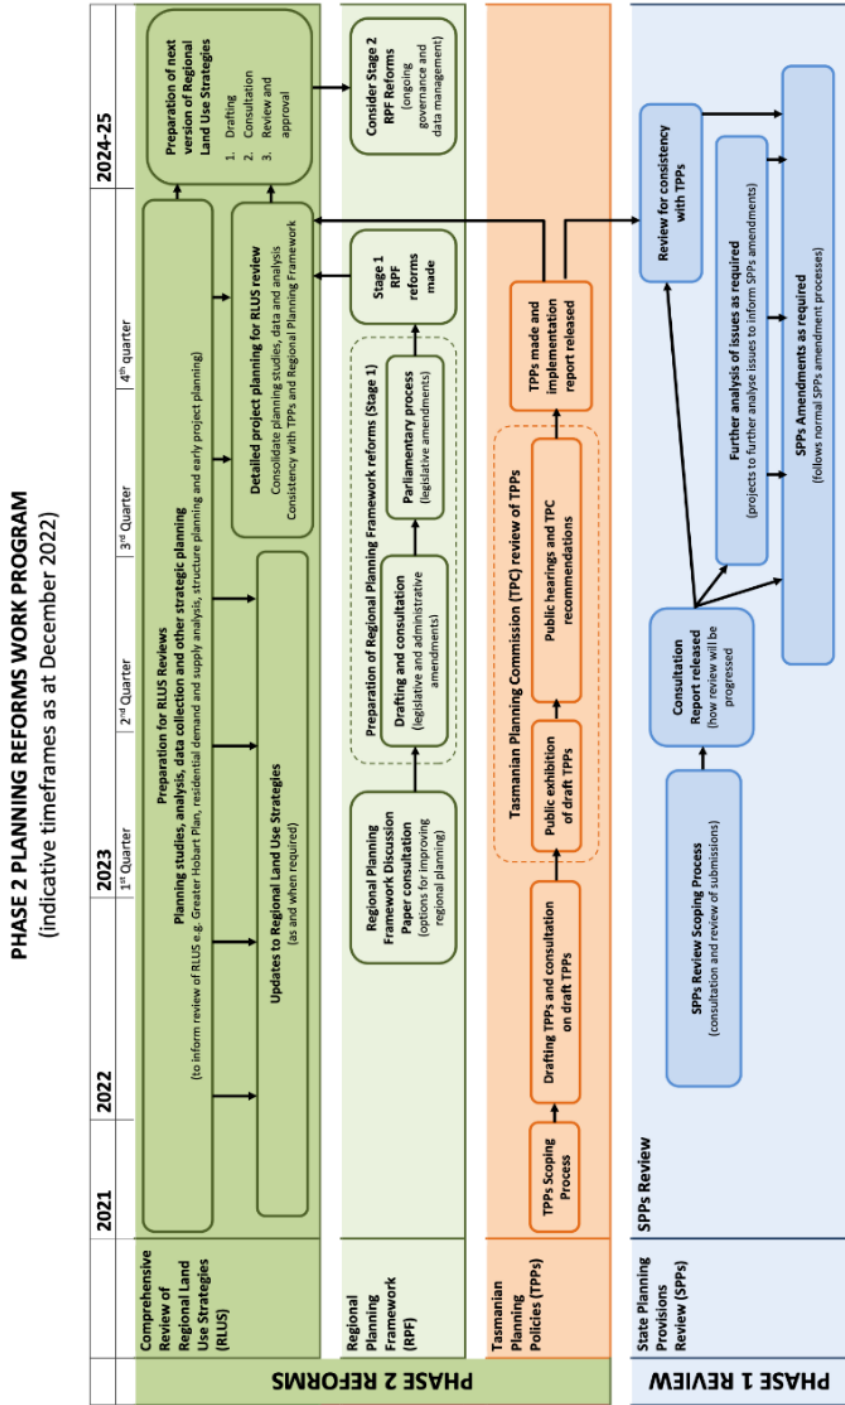 PHASE 2 PLANNING REFORMS WORK PROGRAM
(indicative timeframes as at December 2022)
2021
2022
2023
2024-25
1st Quarter
2nd Quarter
3rd Quarter
4th quarter
PHASE 2 REFORMS
Comprehensive
Review of
Regional Land
Use Strategies
(RLUS)
Preparation for RLUS Reviews
Planning studies, analysis, data collection and other strategic planning
(to inform review of RLUS e.g. Greater Hobart Plan, residential demand and supply analysis, structure planning and early project planning)
Updates to Regional Land Use Strategies
(as and when required)
Detailed project planning for RLUS review
Consolidate planning studies, data and analysis
Consistency with TPPs and Regional Planning Framework
Preparation of next
version of Regional
Land Use Strategies
1. Drafting
2. Consultation
3. Review and
approval
Regional
Planning
Framework
(RPF)
Regional Planning
Framework Discussion
Paper consultation
(options for improving
regional planning)
Preparation of Regional Planning Framework reforms (Stage 1)
Drafting and consultation
(legislative and administrative
amendments)
Parliamentary process
(legislative amendments)
Stage 1
RPF
reforms
made
Consider Stage 2
RPF Reforms
(ongoing
governance and
data management)
Tasmanian
Planning
Policies (TPPs)
TPPs Scoping
Process
Drafting TPPs and consultation
on draft TPPs
Tasmanian Planning Commission (TPC) review of TPPs
Public exhibition
of draft TPPs
Public hearings and TPC
recommendations
TPPs made and
implementation
report released
PHASE 1 REVIEW
State Planning
Provisions
Review (SPPs)
SPPs Review
SPPs Review Scoping Process
(consultation and review of submissions)
Consultation
Report released
(how review will be
progressed
Review for consistency
with TPPs
Further analysis of issues as required
(projects to further analyse issues to inform SPPs amendments)
SPPs Amendments as required
(follows normal SPPs amendment processes)